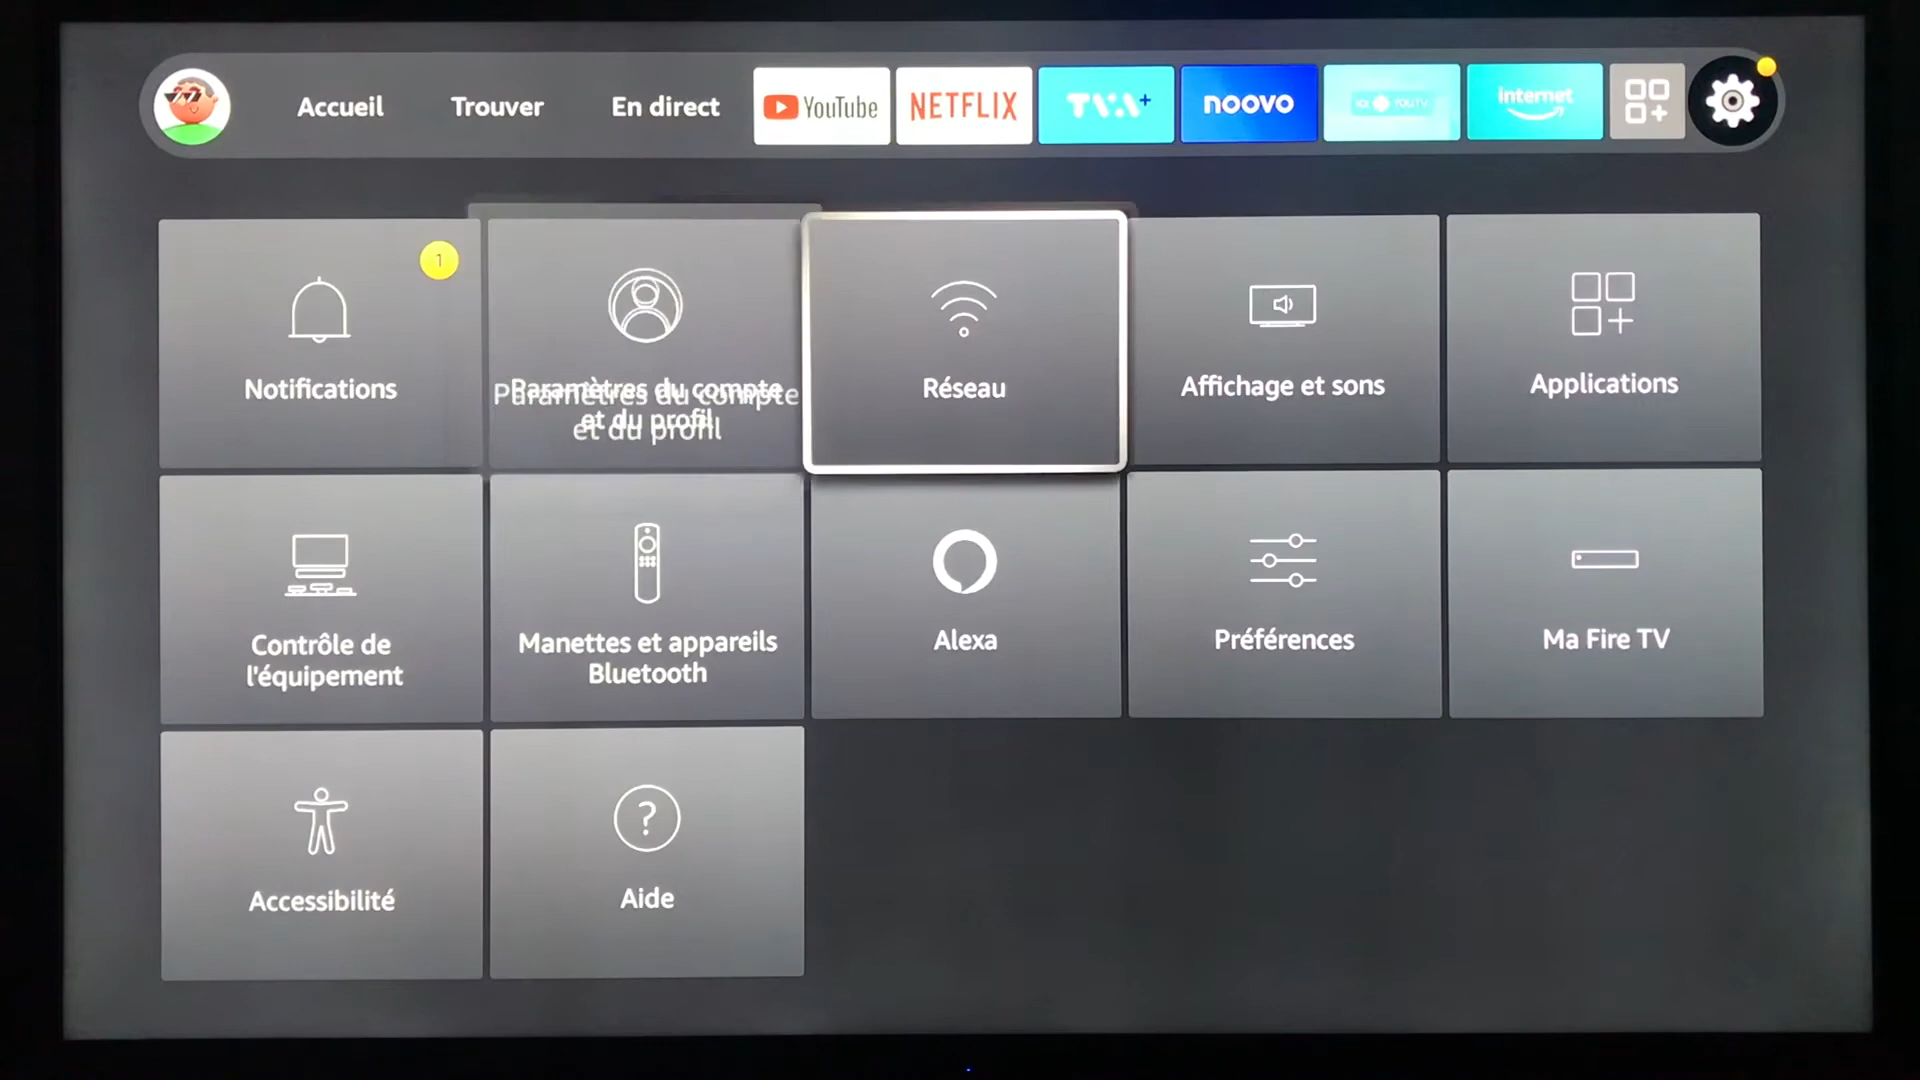 Accueil
Trouver
En direct
YouTube
NETFLIX
TVA+
noovo
internet
Notifications
1
Paramètres du compte
et du profil
Réseau
Affichage et sons
Applications
Contrôle de
l'équipement
Manettes et appareils
Bluetooth
Alexa
Préférences
Ma Fire TV
Accessibilité
?
Aide